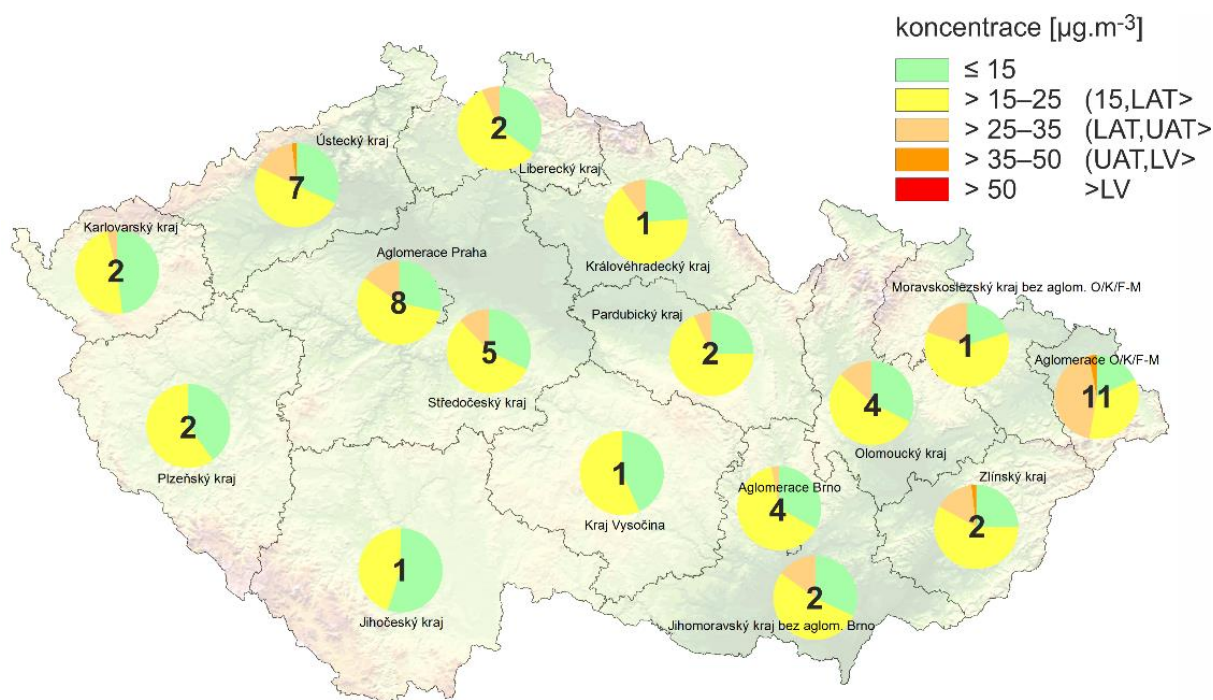 koncentrace [µg.m⁻³]
≤ 15
> 15–25 (15,LAT>
> 25–35 (LAT,UAT>
> 35–50 (UAT,LV>
> 50 >LV
2
Liberecký kraj
Ústecký kraj
7
1
Královéhradecký kraj
Karlovarský kraj
2
Aglomerace Praha
8
Moravskoslezský kraj bez aglom. O/K/F-M
1
Pardubický kraj
2
5
Středočeský kraj
Aglomerace O/K/F-M
11
4
Olomoucký kraj
2
Plzeňský kraj
1
Kraj Vysočina
Aglomerace Brno
4
Zlínský kraj
2
1
Jihočeský kraj
2
Jihomoravský kraj bez aglom. Brno